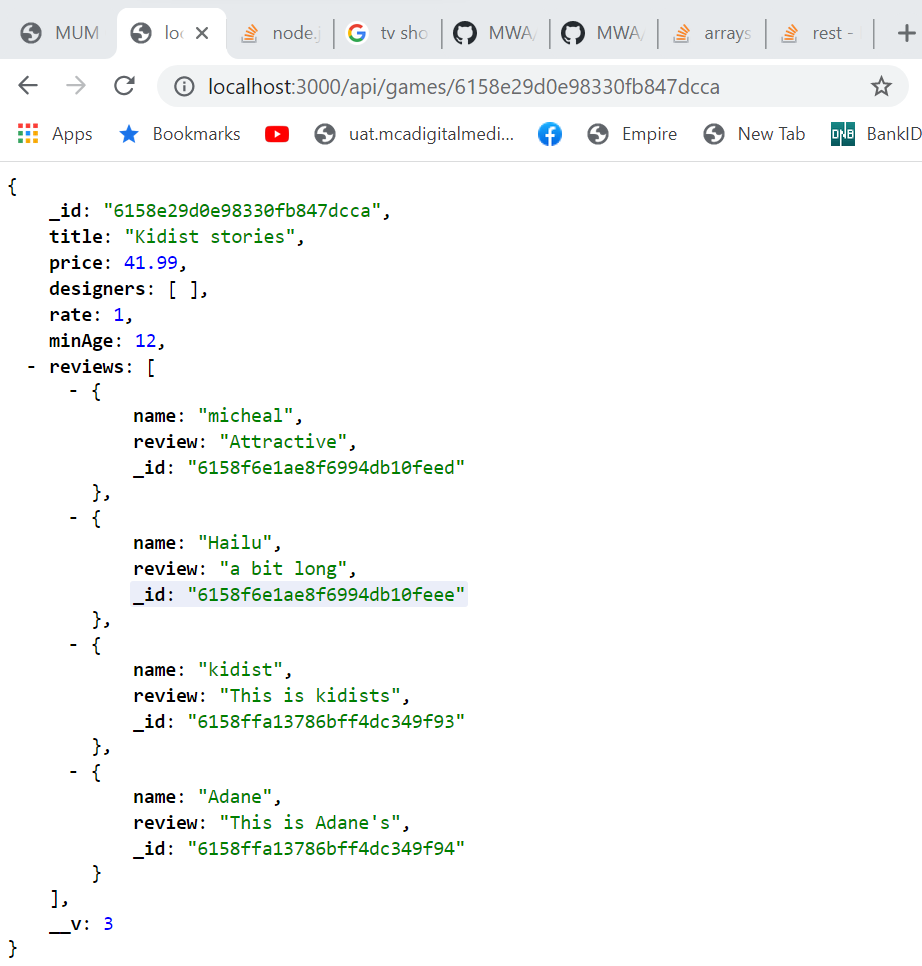 MUM
loc
node.j
tv sho
MWA/
MWA/
arrays
rest -
localhost:3000/api/games/6158e29d0e98330fb847dcca
Apps Bookmarks uat.mcadigitalmedi... Empire New Tab DNB BankID
{
_id: "6158e29d0e98330fb847dcca",
title: "Kidist stories",
price: 41.99,
designers: [ ],
rate: 1,
minAge: 12,
- reviews: [
- {
name: "micheal",
review: "Attractive",
_id: "6158f6e1ae8f6994db10feed"
},
- {
name: "Hailu",
review: "a bit long",
_id: "6158f6e1ae8f6994db10feee"
},
- {
name: "kidist",
review: "This is kidists",
_id: "6158ffa13786bff4dc349f93"
},
- {
name: "Adane",
review: "This is Adane's",
_id: "6158ffa13786bff4dc349f94"
}
],
__v: 3
}